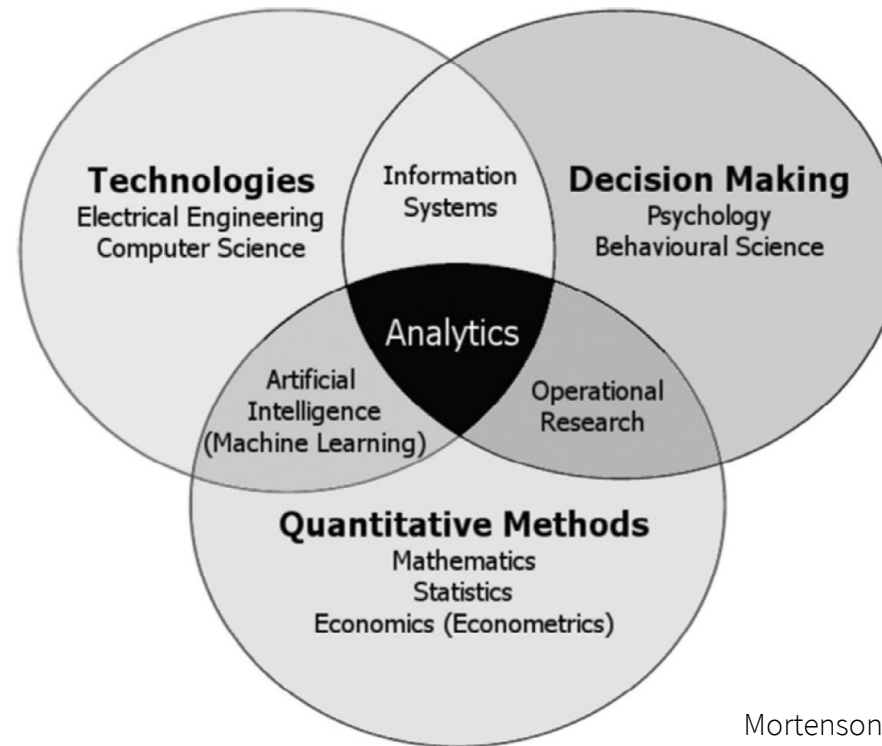 Technologies
Electrical Engineering
Computer Science
Information
Systems
Decision Making
Psychology
Behavioural Science
Analytics
Artificial
Intelligence
(Machine Learning)
Operational
Research
Quantitative Methods
Mathematics
Statistics
Economics (Econometrics)
Mortenson